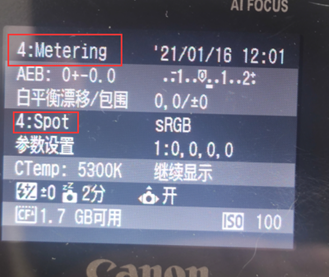 AI FOCUS
4:Metering '21/01/16 12:01
AEB: 0+-0.0 -2..1..0..1..2+
白平衡漂移/包围 0,0/±0
4:Spot sRGB
参数设置 1:0,0,0,0
CTemp: 5300K 继续显示
±0 2分 开
CF 1.7 GB可用 ISO 100
Canon